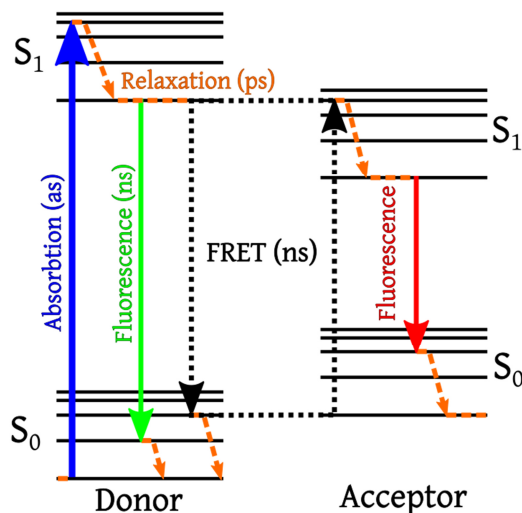 S1
Relaxation (ps)
S1
Absorbtion (as)
Fluorescence (ns)
FRET (ns)
Fluorescence
S0
S0
Donor
Acceptor